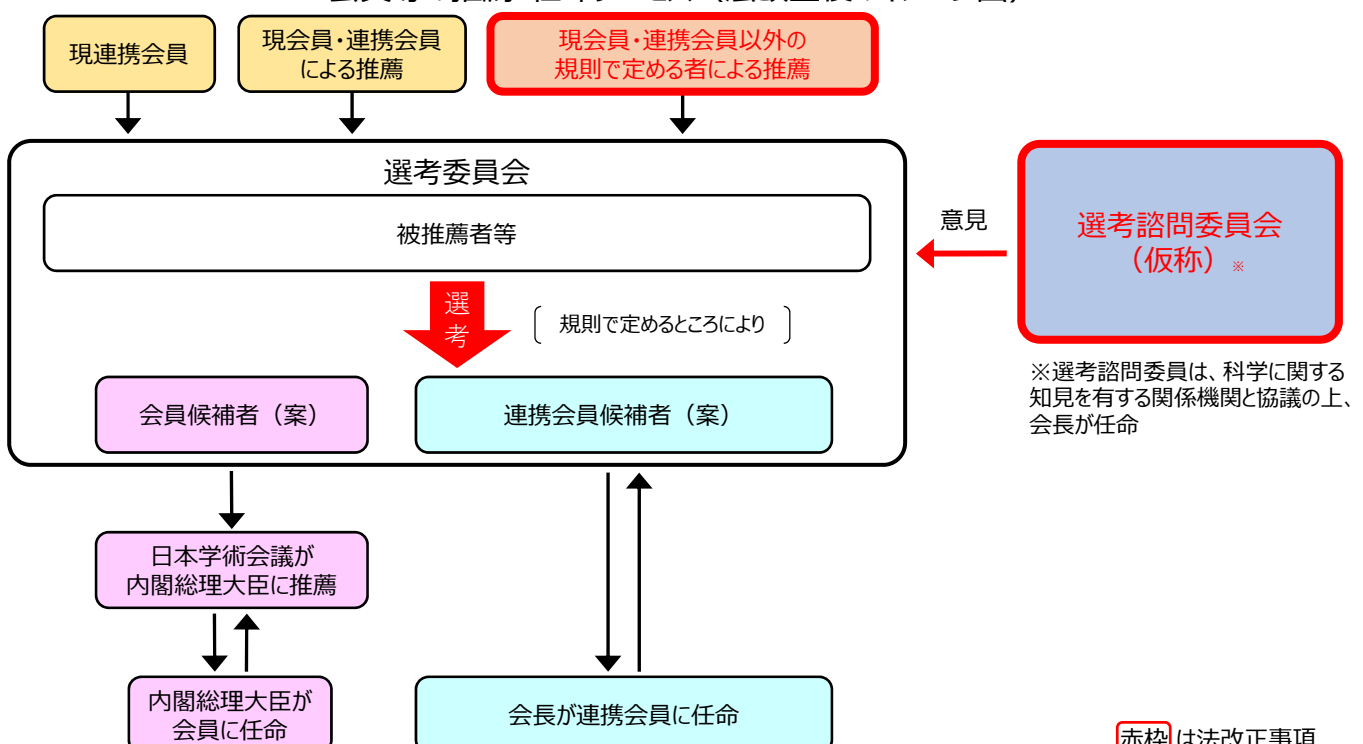 現連携会員
現会員・連携会員
による推薦
現会員・連携会員以外の
規則で定める者による推薦
選考委員会
被推薦者等
意見
選考諮問委員会
（仮称）※
選
考
規則で定めるところにより
※選考諮問委員は、科学に関する
知見を有する関係機関と協議の上、
会長が任命
会員候補者（案）
連携会員候補者（案）
日本学術会議が
内閣総理大臣に推薦
内閣総理大臣が
会員に任命
会長が連携会員に任命
赤枠は法改正事項